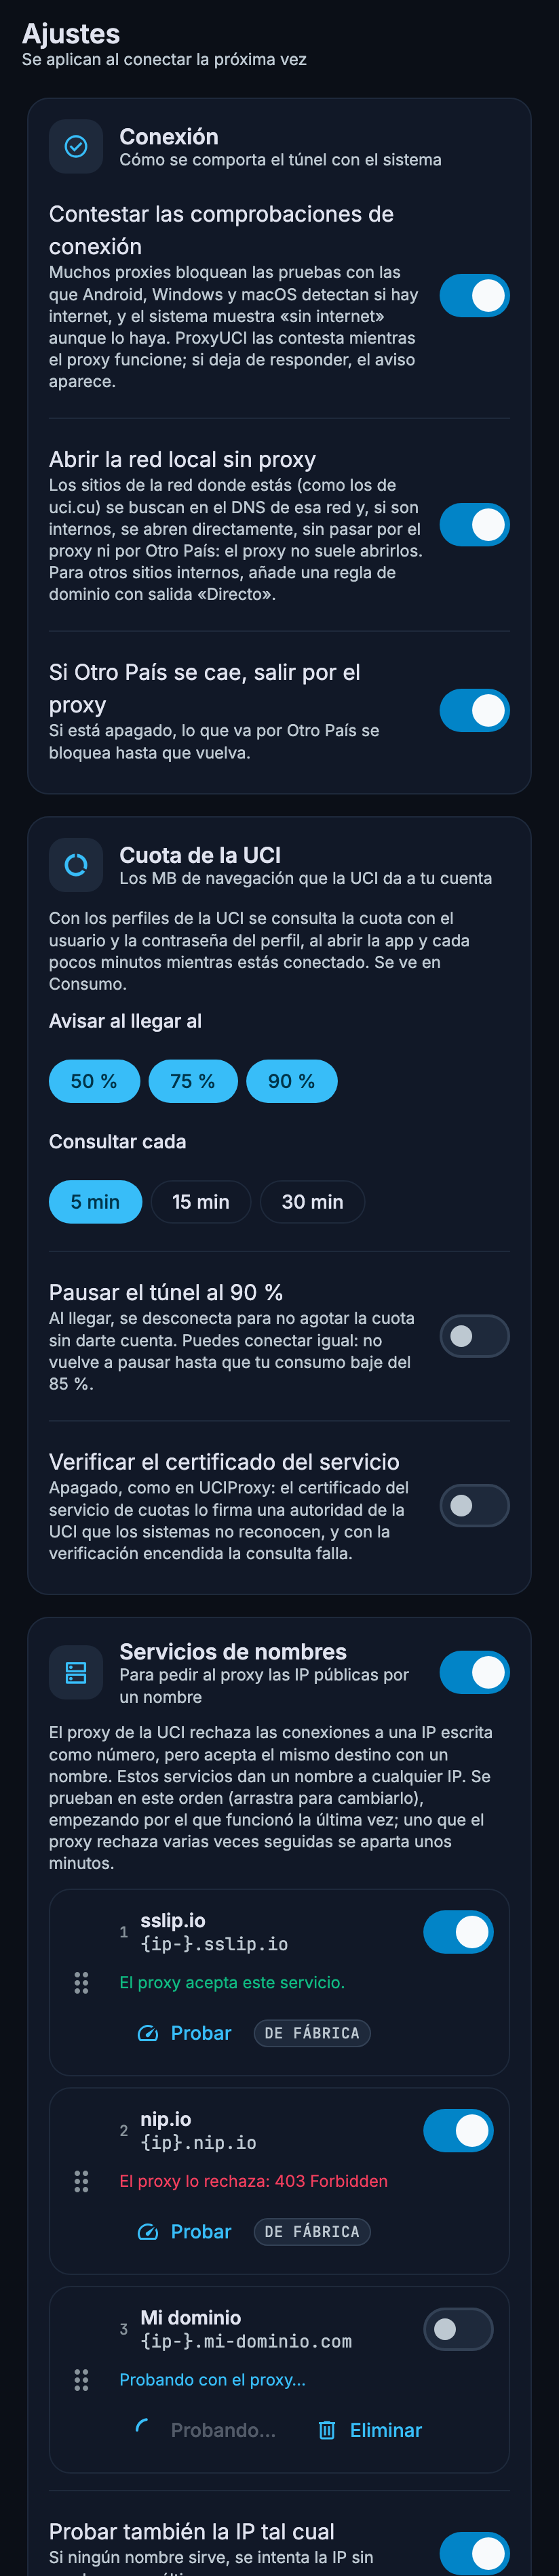 Ajustes
Se aplican al conectar la próxima vez
Conexión
Cómo se comporta el túnel con el sistema
Contestar las comprobaciones de
conexión
Muchos proxies bloquean las pruebas con las
que Android, Windows y macOS detectan si hay
internet, y el sistema muestra «sin internet»
aunque lo haya. ProxyUCI las contesta mientras
el proxy funcione; si deja de responder, el aviso
aparece.
Abrir la red local sin proxy
Los sitios de la red donde estás (como los de
uci.cu) se buscan en el DNS de esa red y, si son
internos, se abren directamente, sin pasar por el
proxy ni por Otro País: el proxy no suele abrirlos.
Para otros sitios internos, añade una regla de
dominio con salida «Directo».
Si Otro País se cae, salir por el
proxy
Si está apagado, lo que va por Otro País se
bloquea hasta que vuelva.
Cuota de la UCI
Los MB de navegación que la UCI da a tu cuenta
Con los perfiles de la UCI se consulta la cuota con el
usuario y la contraseña del perfil, al abrir la app y cada
pocos minutos mientras estás conectado. Se ve en
Consumo.
Avisar al llegar al
50 % 75 % 90 %
Consultar cada
5 min 15 min 30 min
Pausar el túnel al 90 %
Al llegar, se desconecta para no agotar la cuota
sin darte cuenta. Puedes conectar igual: no
vuelve a pausar hasta que tu consumo baje del
85 %.
Verificar el certificado del servicio
Apagado, como en UCIProxy: el certificado del
servicio de cuotas lo firma una autoridad de la
UCI que los sistemas no reconocen, y con la
verificación encendida la consulta falla.
Servicios de nombres
Para pedir al proxy las IP públicas por
un nombre
El proxy de la UCI rechaza las conexiones a una IP escrita
como número, pero acepta el mismo destino con un
nombre. Estos servicios dan un nombre a cualquier IP. Se
prueban en este orden (arrastra para cambiarlo),
empezando por el que funcionó la última vez; uno que el
proxy rechaza varias veces seguidas se aparta unos
minutos.
1 sslip.io
{ip-}.sslip.io
El proxy acepta este servicio.
Probar DE FÁBRICA
2 nip.io
{ip}.nip.io
El proxy lo rechaza: 403 Forbidden
Probar DE FÁBRICA
3 Mi dominio
{ip-}.mi-dominio.com
Probando con el proxy...
Probando... Eliminar
Probar también la IP tal cual
Si ningún nombre sirve, se intenta la IP sin